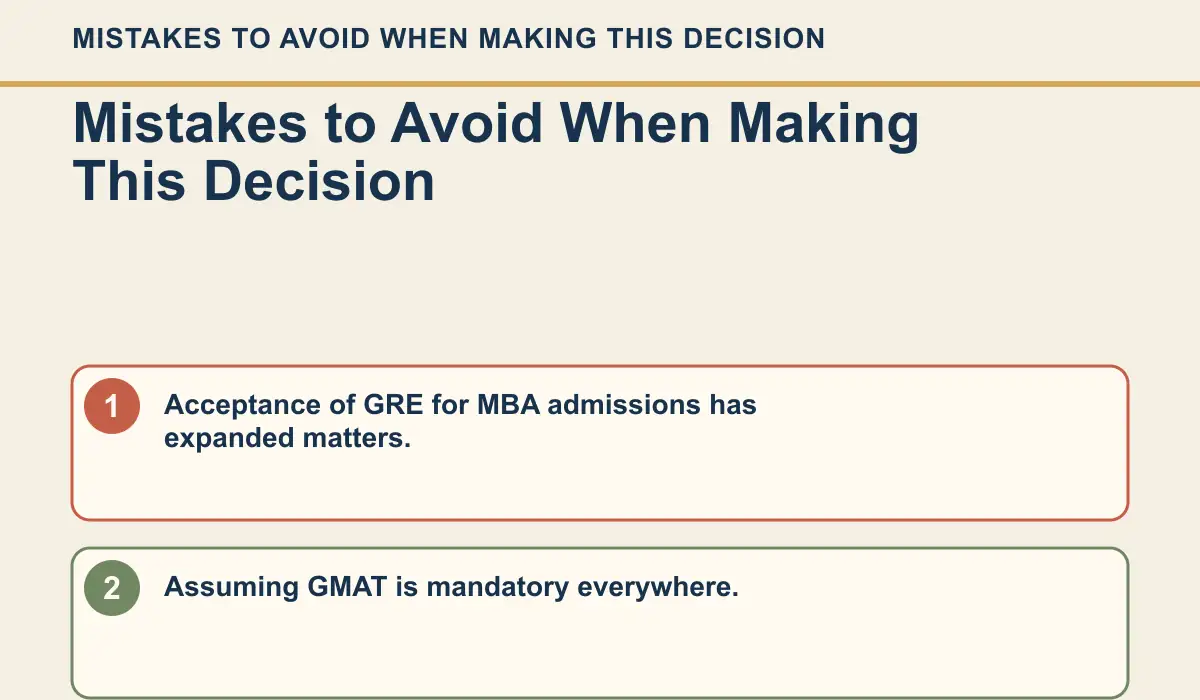 MISTAKES TO AVOID WHEN MAKING THIS DECISION
Mistakes to Avoid When Making
This Decision
1
Acceptance of GRE for MBA admissions has
expanded matters.
2
Assuming GMAT is mandatory everywhere.